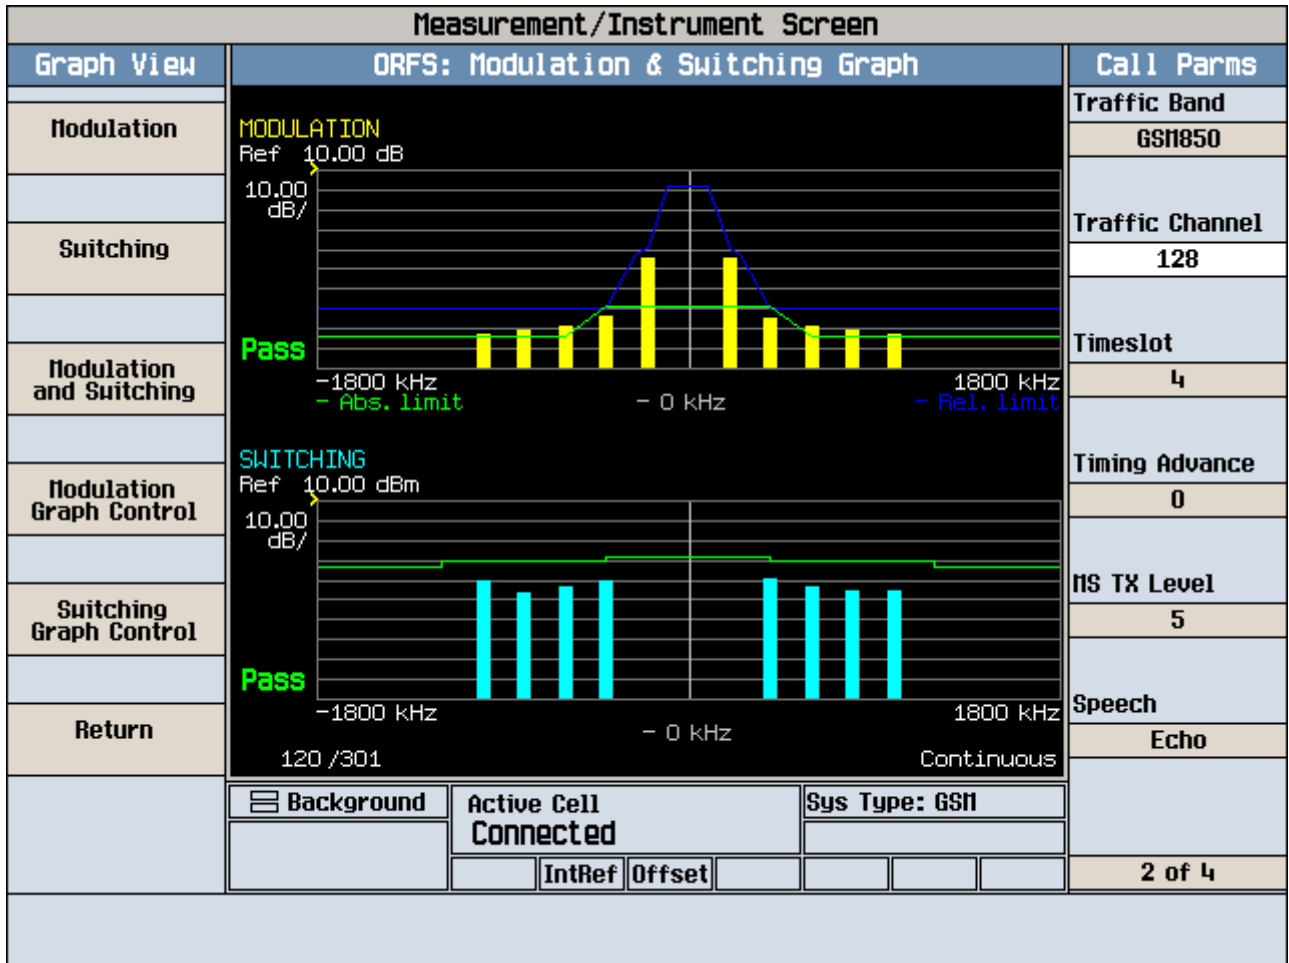 Measurement/Instrument Screen
Graph View
Modulation
Switching
Modulation
and Switching
Modulation
Graph Control
Switching
Graph Control
Return
ORFS: Modulation & Switching Graph
MODULATION
Ref 10.00 dB
10.00
dB/
Pass
-1800 kHz
1800 kHz
- Abs. limit
- 0 kHz
- Rel. limit
SWITCHING
Ref 10.00 dBm
10.00
dB/
Pass
-1800 kHz
1800 kHz
- 0 kHz
120 /301
Continuous
Background
Active Cell
Connected
Sys Type: GSM
IntRef
Offset
Call Parms
Traffic Band
GSM850
Traffic Channel
128
Timeslot
4
Timing Advance
0
MS TX Level
5
Speech
Echo
2 of 4